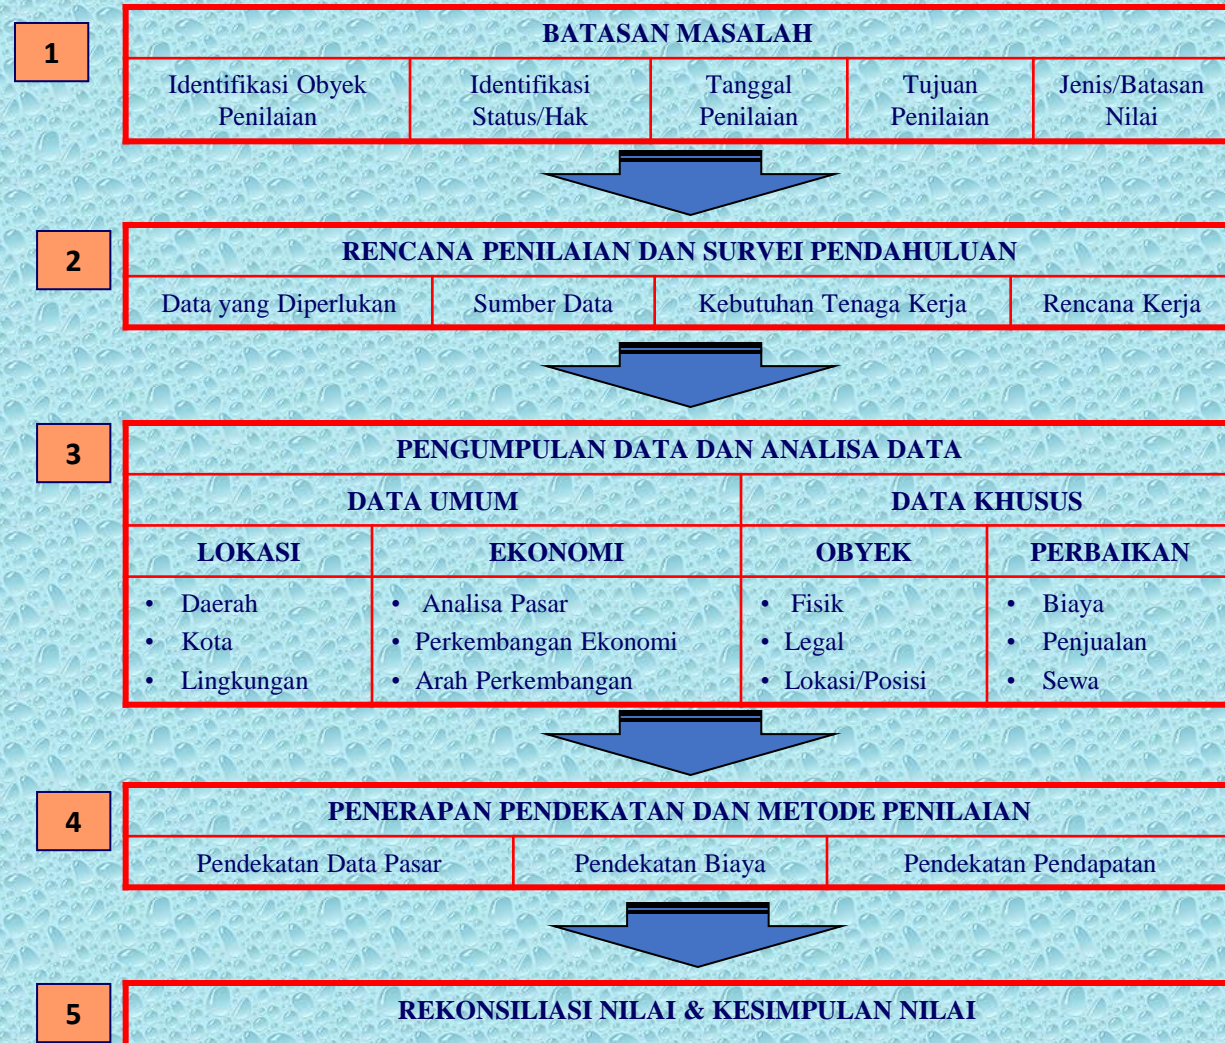 1
BATASAN MASALAH
Identifikasi Obyek
Penilaian
Identifikasi
Status/Hak
Tanggal
Penilaian
Tujuan
Penilaian
Jenis/Batasan
Nilai
2
RENCANA PENILAIAN DAN SURVEI PENDAHULUAN
Data yang Diperlukan
Sumber Data
Kebutuhan Tenaga Kerja
Rencana Kerja
3
PENGUMPULAN DATA DAN ANALISA DATA
DATA UMUM
DATA KHUSUS
LOKASI
EKONOMI
OBYEK
PERBAIKAN
• Daerah
• Kota
• Lingkungan
• Analisa Pasar
• Perkembangan Ekonomi
• Arah Perkembangan
• Fisik
• Legal
• Lokasi/Posisi
• Biaya
• Penjualan
• Sewa
4
PENERAPAN PENDEKATAN DAN METODE PENILAIAN
Pendekatan Data Pasar
Pendekatan Biaya
Pendekatan Pendapatan
5
REKONSILIASI NILAI & KESIMPULAN NILAI